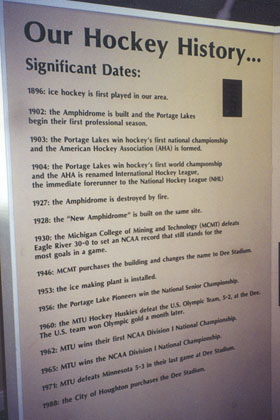 Our Hockey History...
Significant Dates:
1896: ice hockey is first played in our area.
1902: the Amphidrome is built and the Portage Lakes
begin their first professional season.
1903: the Portage Lakes win hockey's first national championship
and the American Hockey Association (AHA) is formed.
1904: the Portage Lakes win hockey's first world champsionship
and the AHA is renamed International Hockey League,
the immediate forerunner to the National Hockey League (NHL)
1927: the Amphidrome is destroyed by fire.
1928: the "New Amphidrome" is built on the same site.
1930: the Michigan College of Mining and Technology (MCMT) defeats
Eagle River 30-0 to set an NCAA record that still stands for the
most goals in a game.
1946: MCMT purchases the building and changes the name to Dee Stadium.
1953: the ice making plant is installed.
1956: the Portage Lake Pioneers win the National Senior Championship.
1960: the MTU Hockey Huskies defeat the U.S. Olympic Team, 5-2, at the Dee.
The U.S. team won Olympic gold a month later.
1962: MTU wins their first NCAA Division I National Championship.
1965: MTU wins the NCAA Division I National Championship.
1971: MTU defeats Minnesota 5-3 in their last game at Dee Stadium.
1988: the City of Houghton purchases the Dee Stadium.